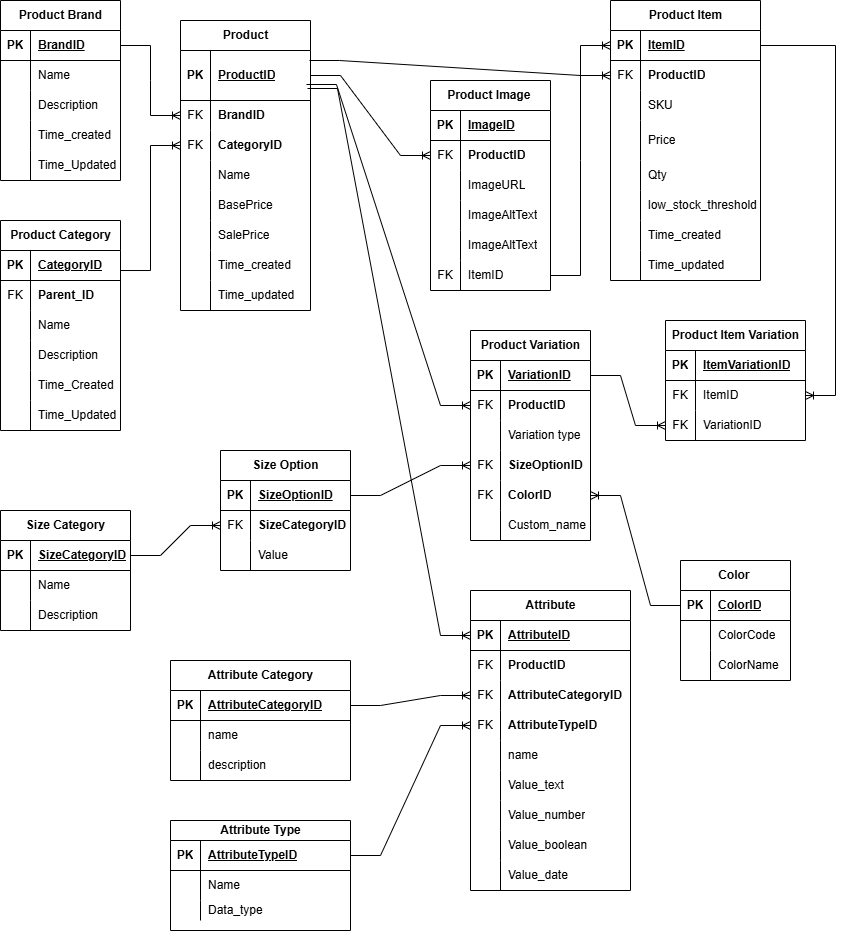 Product Brand
PK BrandID
Name
Description
Time_created
Time_Updated
Product
PK ProductID
FK BrandID
FK CategoryID
Name
BasePrice
SalePrice
Time_created
Time_updated
Product Item
PK ItemID
FK ProductID
SKU
Price
Qty
low_stock_threshold
Time_created
Time_updated
Product Image
PK ImageID
FK ProductID
ImageURL
ImageAltText
ImageAltText
FK ItemID
Product Category
PK CategoryID
FK Parent_ID
Name
Description
Time_Created
Time_Updated
Product Variation
PK VariationID
FK ProductID
Variation type
FK SizeOptionID
FK ColorID
Custom_name
Product Item Variation
PK ItemVariationID
FK ItemID
FK VariationID
Size Option
PK SizeOptionID
FK SizeCategoryID
Value
Size Category
PK SizeCategoryID
Name
Description
Color
PK ColorID
ColorCode
ColorName
Attribute
PK AttributeID
FK ProductID
FK AttributeCategoryID
FK AttributeTypeID
name
Value_text
Value_number
Value_boolean
Value_date
Attribute Category
PK AttributeCategoryID
name
description
Attribute Type
PK AttributeTypeID
Name
Data_type